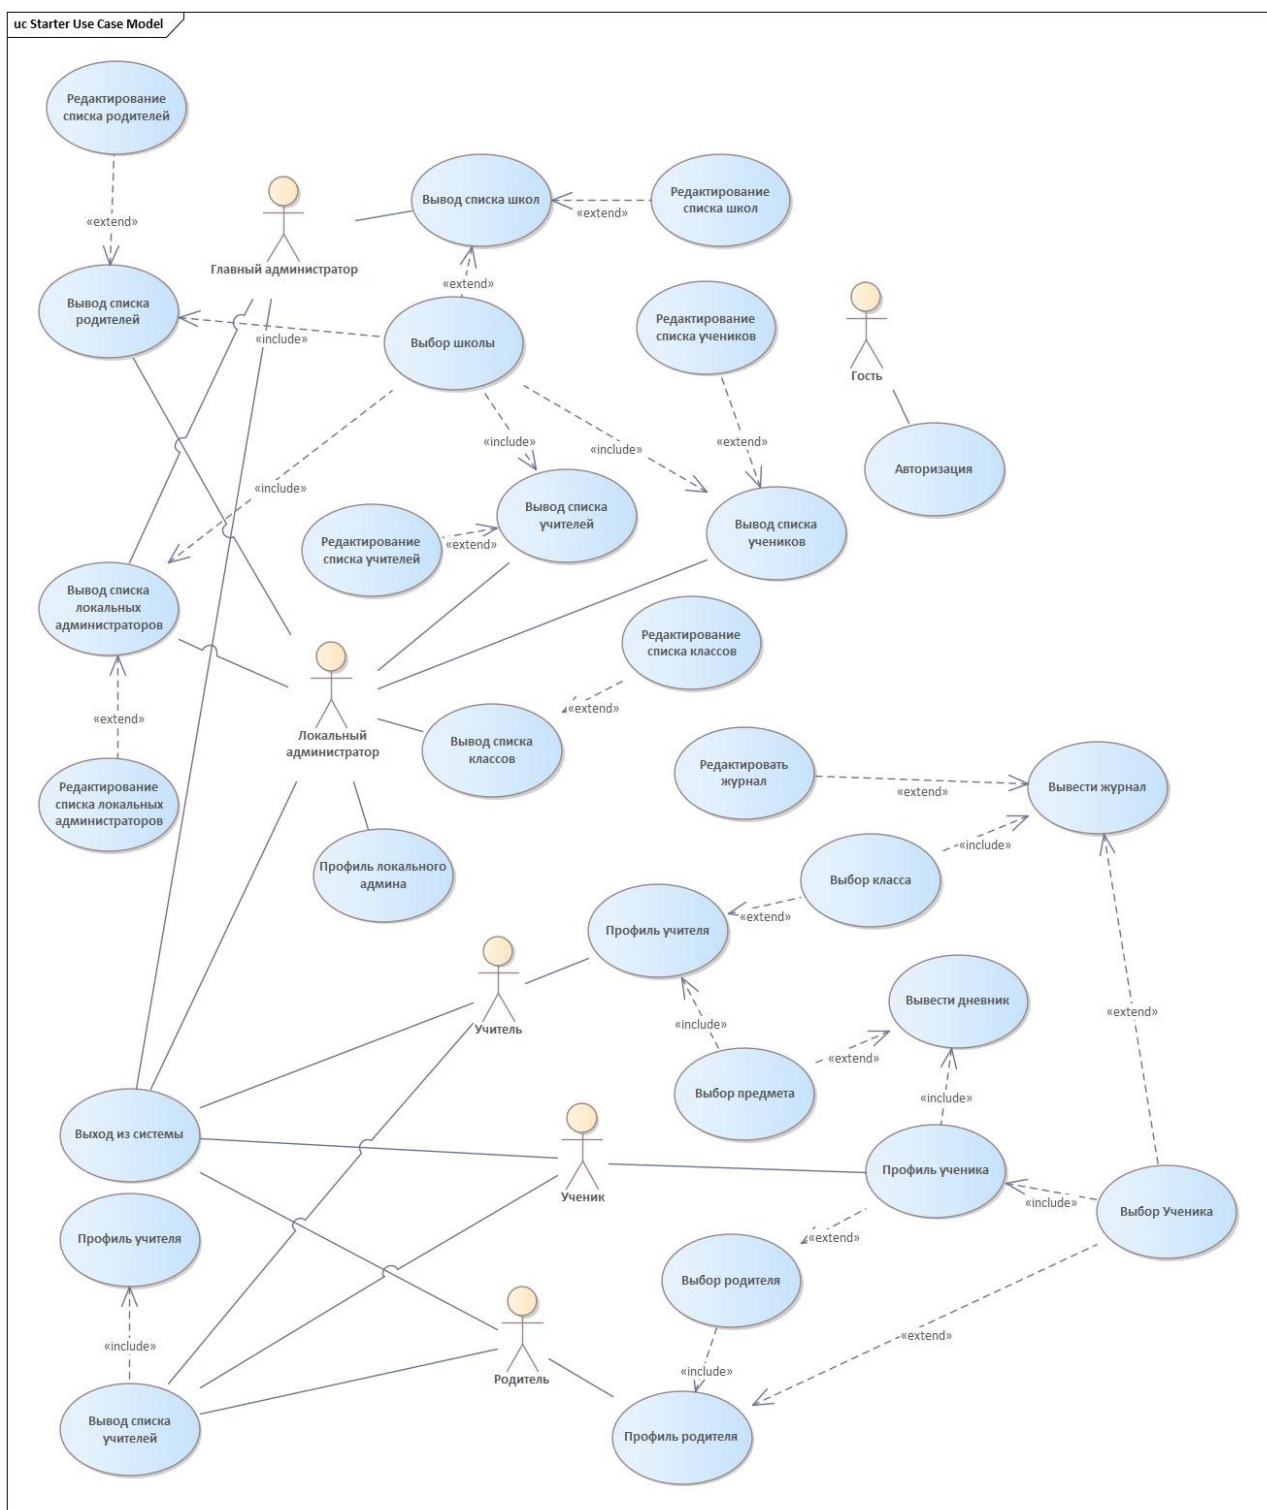 uc Starter Use Case Model
Редактирование
списка родителей
«extend»
Главный администратор
Вывод списка школ
«extend»
Редактирование
списка школ
«extend»
Вывод списка
родителей
«include»
Выбор школы
Редактирование
списка учеников
Гость
«include»
«include»
«extend»
Авторизация
«include»
Вывод списка
учителей
Вывод списка
учеников
Редактирование
списка учителей
«extend»
Вывод списка
локальных
администраторов
Редактирование
списка классов
«extend»
«extend»
Локальный
администратор
Вывод списка
классов
Редактирование
списка локальных
администраторов
Редактировать
журнал
«extend»
Вывести журнал
Профиль локального
админа
«include»
Выбор класса
«extend»
Профиль учителя
Учитель
Вывести дневник
«include»
«extend»
«extend»
Выбор предмета
«include»
Выход из системы
Ученик
Профиль ученика
«include»
Выбор Ученика
Профиль учителя
«extend»
Выбор родителя
«include»
Родитель
«include»
«extend»
Вывод списка
учителей
Профиль родителя